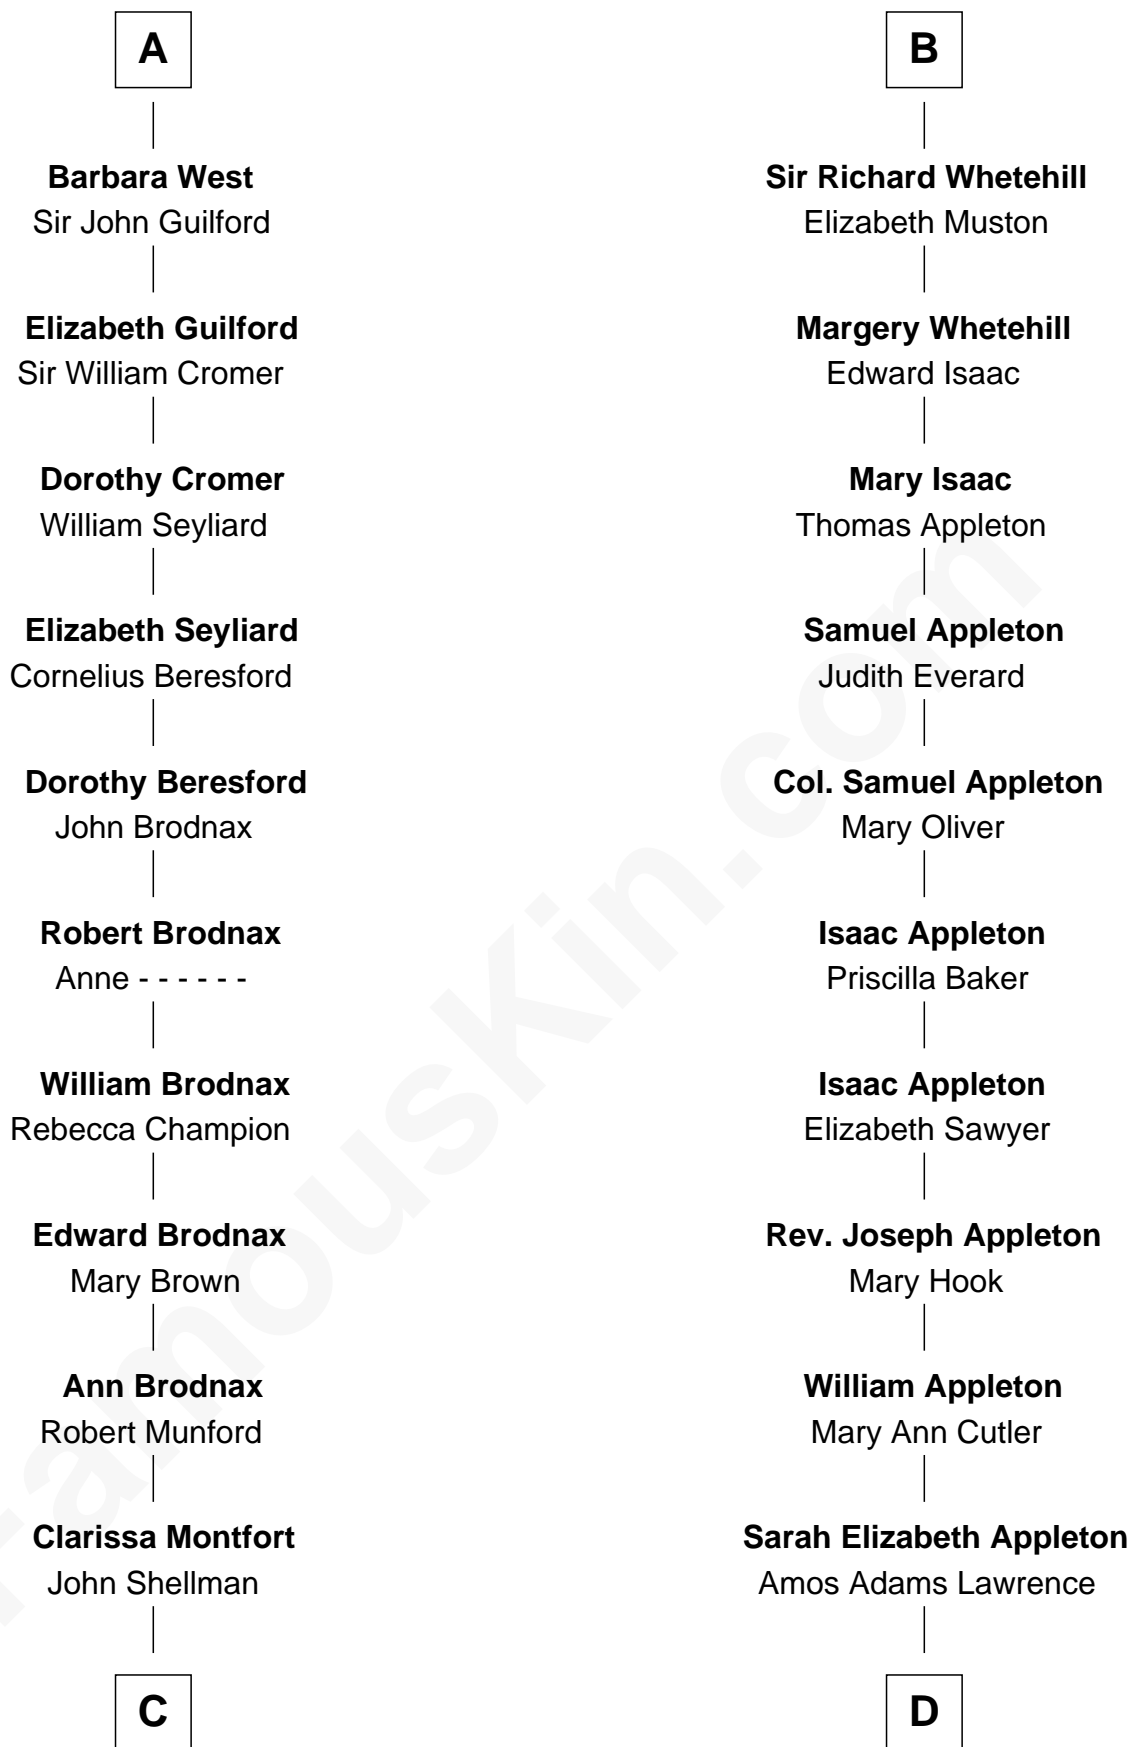 A
Barbara West
Sir John Guilford
Elizabeth Guilford
Sir William Cromer
Dorothy Cromer
William Seyliard
Elizabeth Seyliard
Cornelius Beresford
Dorothy Beresford
John Brodnax
Robert Brodnax
Anne - - - - - -
William Brodnax
Rebecca Champion
Edward Brodnax
Mary Brown
Ann Brodnax
Robert Munford
Clarissa Montfort
John Shellman
C
B
Sir Richard Whetehill
Elizabeth Muston
Margery Whetehill
Edward Isaac
Mary Isaac
Thomas Appleton
Samuel Appleton
Judith Everard
Col. Samuel Appleton
Mary Oliver
Isaac Appleton
Priscilla Baker
Isaac Appleton
Elizabeth Sawyer
Rev. Joseph Appleton
Mary Hook
William Appleton
Mary Ann Cutler
Sarah Elizabeth Appleton
Amos Adams Lawrence
D
FamousKin.com